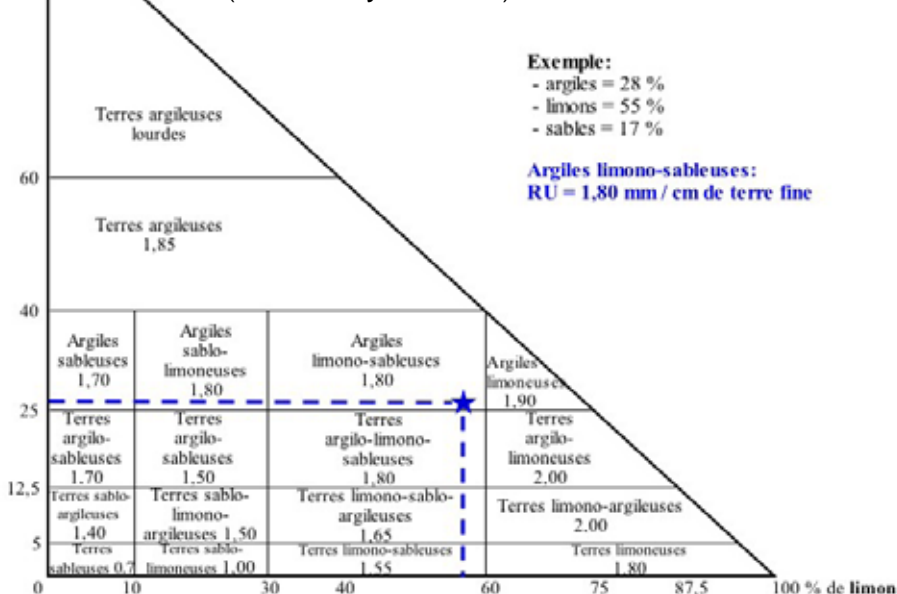 Exemple:
- argiles = 28 %
- limons = 55 %
- sables = 17 %
Argiles limono-sableuses:
RU = 1,80 mm / cm de terre fine
Terres argileuses
lourdes
60
Terres argileuses
1,85
40
Argiles
sableuses
1,70
Argiles
sablo-
limoneuses
1,80
Argiles
limono-sableuses
1,80
Argiles
limoneuses
1,90
25
Terres
argilo-
sableuses
1.70
Terres
argilo-
sableuses
1.50
Terres
argilo-limono-
sableuses
1,80
Terres
argilo-
limoneuses
2.00
12,5
Terres sablo-
argileuses
1.40
Terres sablo-
limono-
argileuses 1,50
Terres limono-sablo-
argileuses
1,65
Terres limono-argileuses
2.00
5
Terres
sableuses 0,7
Terres sablo-
limoneuses 1,00
Terres limono-sableuses
1,55
Terres limoneuses
1,80
0 10 30 40 60 75 87,5 100 % de limon